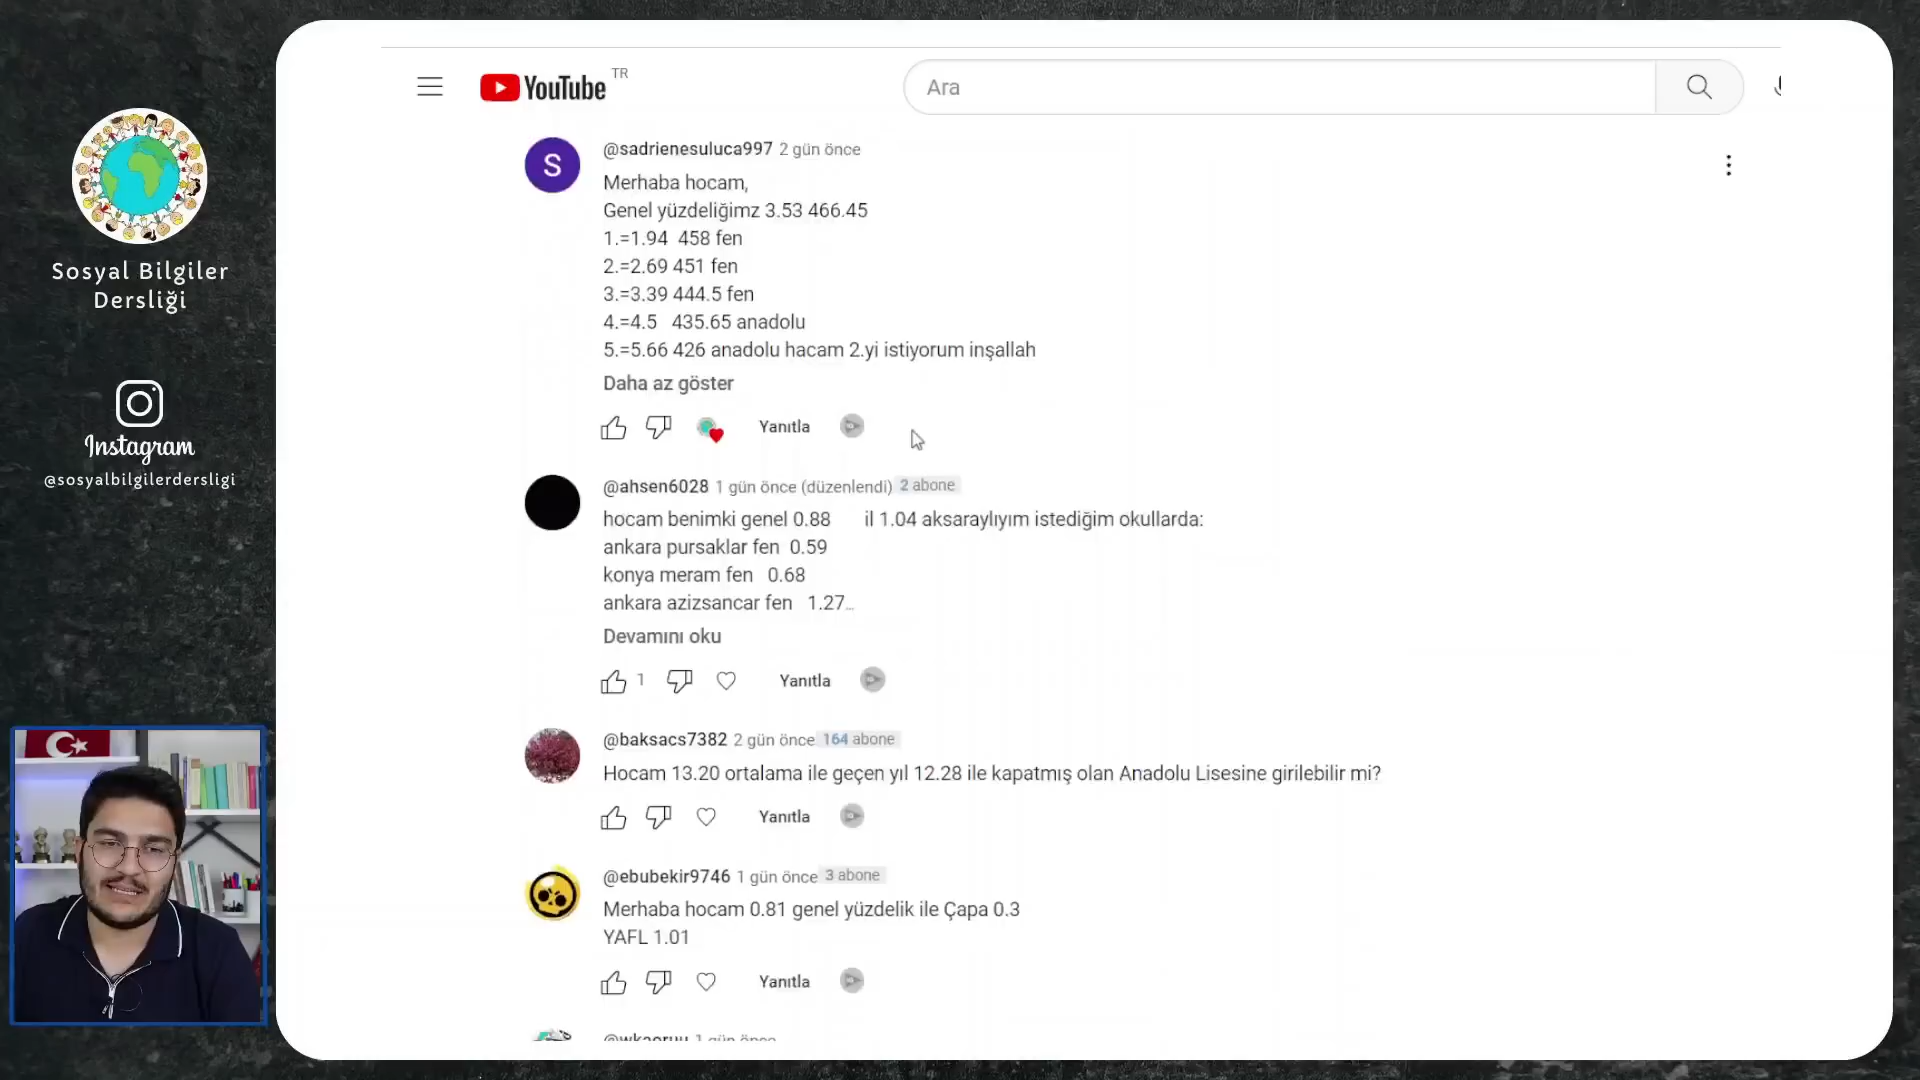 Sosyal Bilgiler
Dersliği
Instagram
@sosyalbilgilerdersligi
YouTube TR
Ara
S
@sadrienesuluca997 2 gün önce
Merhaba hocam,
Genel yüzdeliğimz 3.53 466.45
1.=1.94 458 fen
2.=2.69 451 fen
3.=3.39 444.5 fen
4.=4.5 435.65 anadolu
5.=5.66 426 anadolu hacam 2.yi istiyorum inşallah
Daha az göster
Yanıtla
@ahsen6028 1 gün önce (düzenlendi) 2 abone
hocam benimki genel 0.88 il 1.04 aksaraylıyım istediğim okullarda:
ankara pursaklar fen 0.59
konya meram fen 0.68
ankara azizsancar fen 1.27...
Devamını oku
1 Yanıtla
@baksacs7382 2 gün önce 164 abone
Hocam 13.20 ortalama ile geçen yıl 12.28 ile kapatmış olan Anadolu Lisesine girilebilir mi?
Yanıtla
@ebubekir9746 1 gün önce 3 abone
Merhaba hocam 0.81 genel yüzdelik ile Çapa 0.3
YAFL 1.01
Yanıtla
1 gün önce